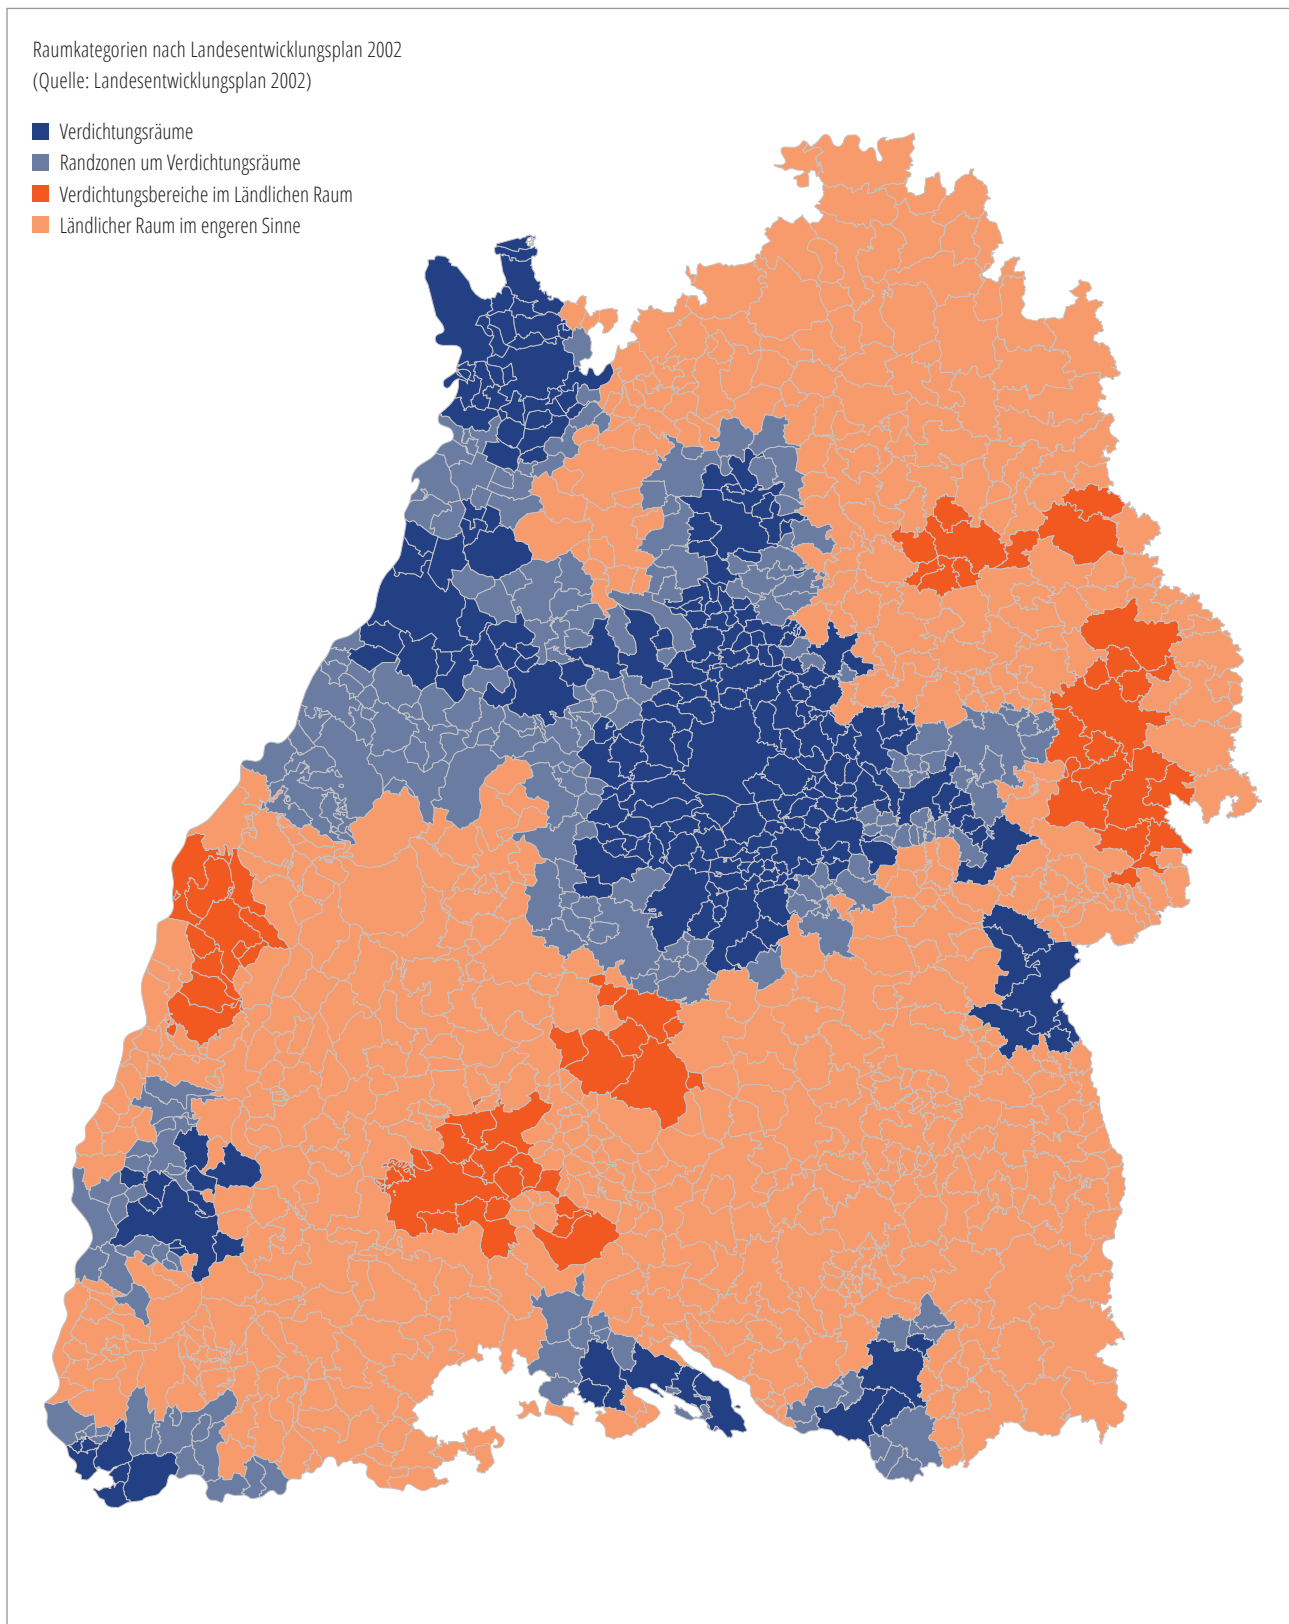 Raumkategorien nach Landesentwicklungsplan 2002
(Quelle: Landesentwicklungsplan 2002)
Verdichtungsräume
Randzonen um Verdichtungsräume
Verdichtungsbereiche im Ländlichen Raum
Ländlicher Raum im engeren Sinne